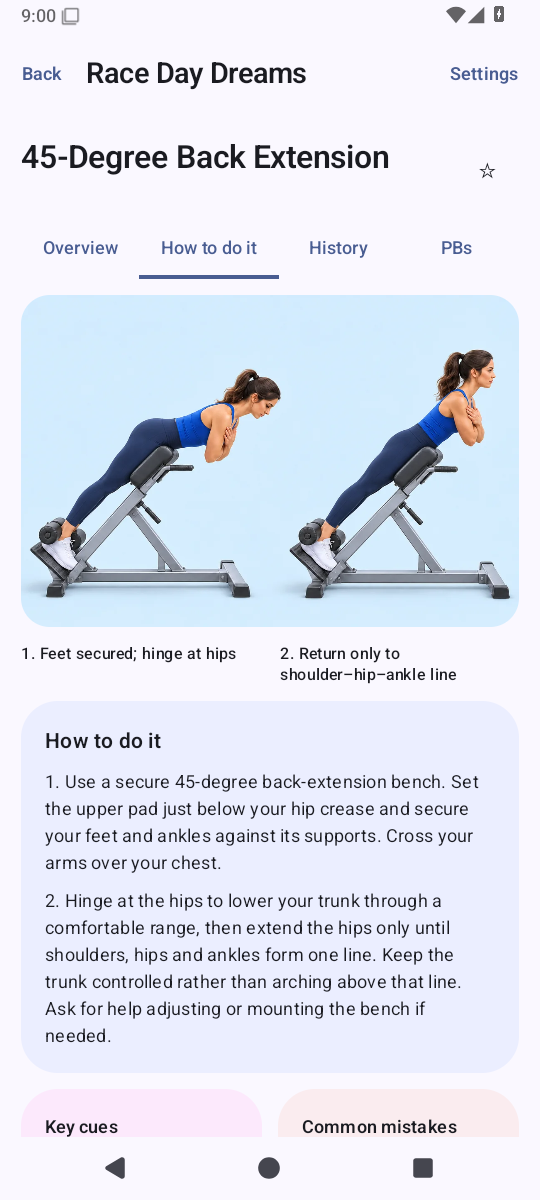 9:00
Back
Race Day Dreams
Settings
45-Degree Back Extension
Overview
How to do it
History
PBs
1. Feet secured; hinge at hips
2. Return only to
shoulder–hip–ankle line
How to do it
1. Use a secure 45-degree back-extension bench. Set
the upper pad just below your hip crease and secure
your feet and ankles against its supports. Cross your
arms over your chest.
2. Hinge at the hips to lower your trunk through a
comfortable range, then extend the hips only until
shoulders, hips and ankles form one line. Keep the
trunk controlled rather than arching above that line.
Ask for help adjusting or mounting the bench if
needed.
Key cues
Common mistakes